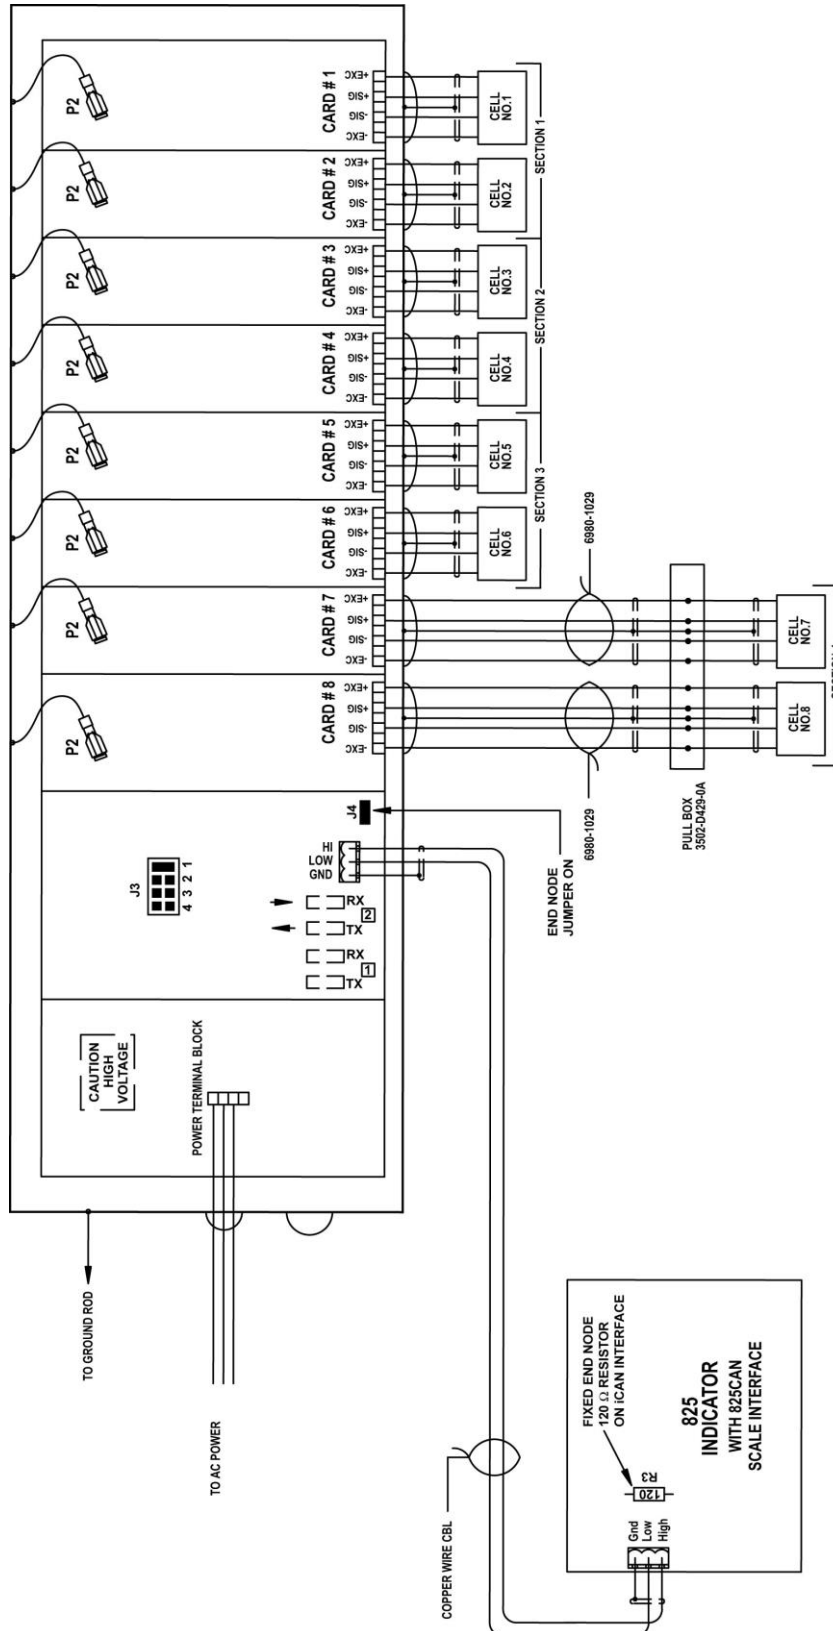 P2
CARD # 1
+EXC
+SIG
-SIG
-EXC
CELL
NO.1
SECTION 1
P2
CARD # 2
+EXC
+SIG
-SIG
-EXC
CELL
NO.2
P2
CARD # 3
+EXC
+SIG
-SIG
-EXC
CELL
NO.3
SECTION 2
P2
CARD # 4
+EXC
+SIG
-SIG
-EXC
CELL
NO.4
P2
CARD # 5
+EXC
+SIG
-SIG
-EXC
CELL
NO.5
SECTION 3
P2
CARD # 6
+EXC
+SIG
-SIG
-EXC
CELL
NO.6
6980-1029
P2
CARD # 7
+EXC
+SIG
-SIG
-EXC
CELL
NO.7
P2
CARD # 8
+EXC
+SIG
-SIG
-EXC
CELL
NO.8
6980-1029
PULL BOX
3502-D429-0A
J4
END NODE
JUMPER ON
J3
4 3 2 1
HI
LOW
GND
RX
2
TX
RX
1
TX
CAUTION
HIGH
VOLTAGE
POWER TERMINAL BLOCK
TO GROUND ROD
TO AC POWER
COPPER WIRE CBL
FIXED END NODE
120 Ω RESISTOR
ON iCAN INTERFACE
R3
120
Gnd
Low
High
825
INDICATOR
WITH 825CAN
SCALE INTERFACE